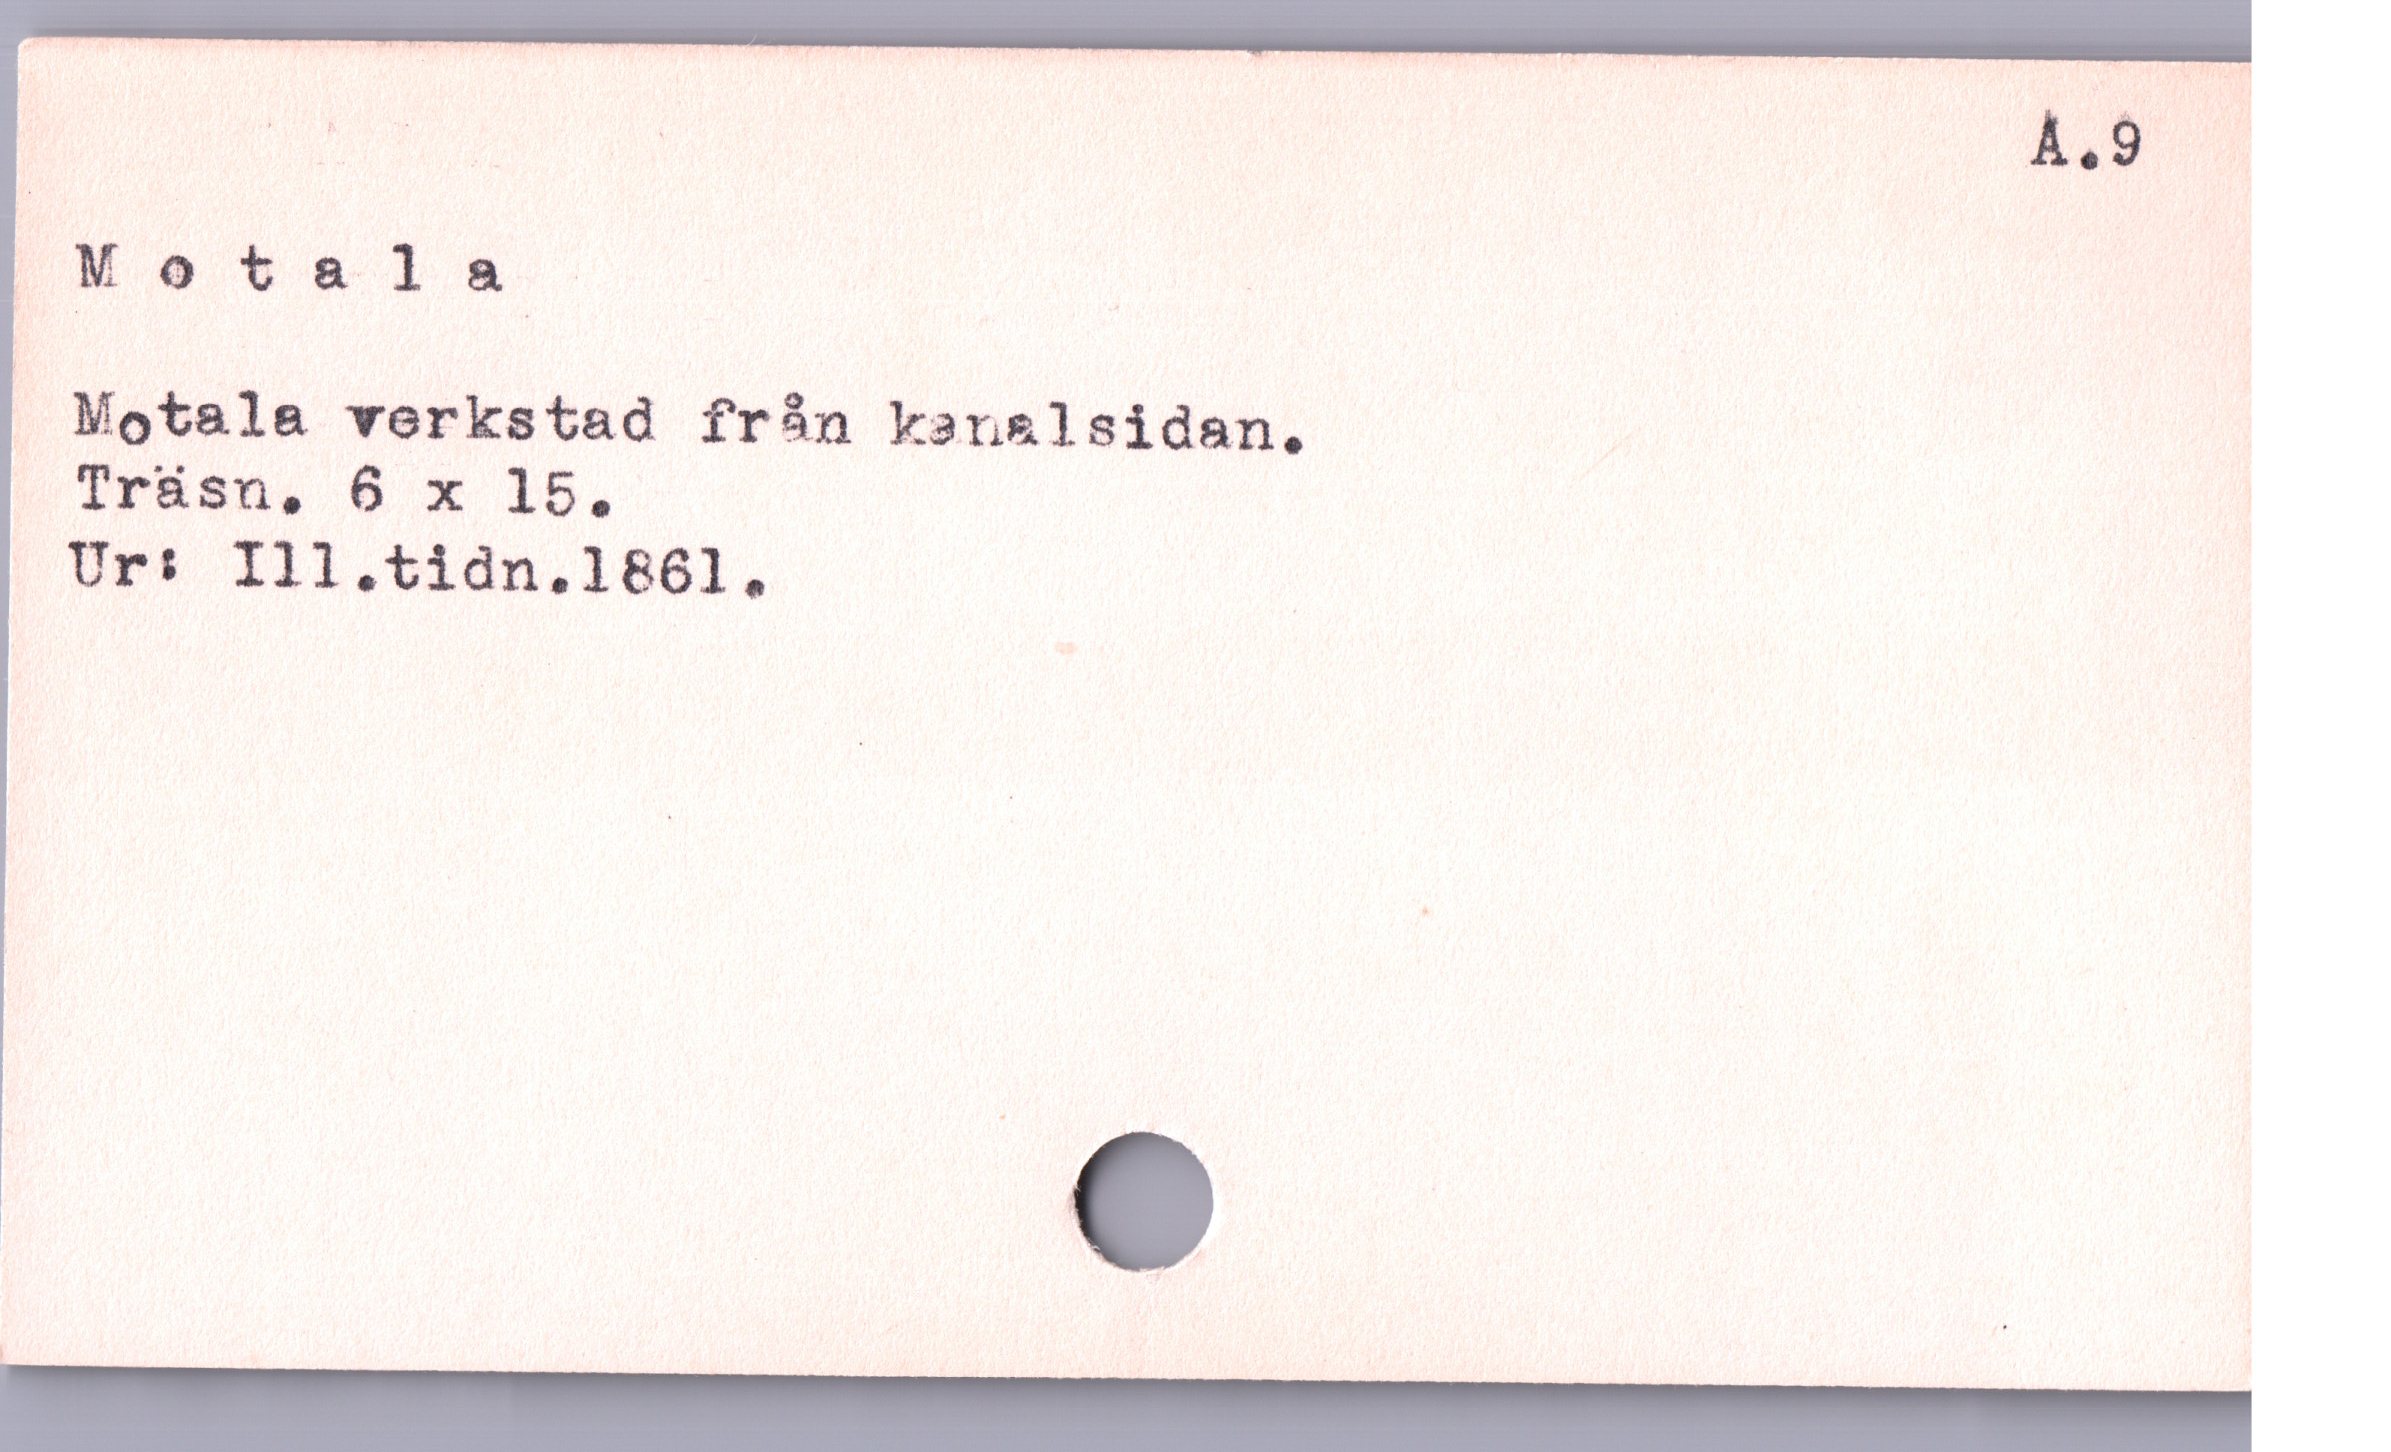 A.9
M o t a l a
Motala verkstad från kanalsidan.
Träsn. 6 x 15.
Ur: Ill.tidn.1861.